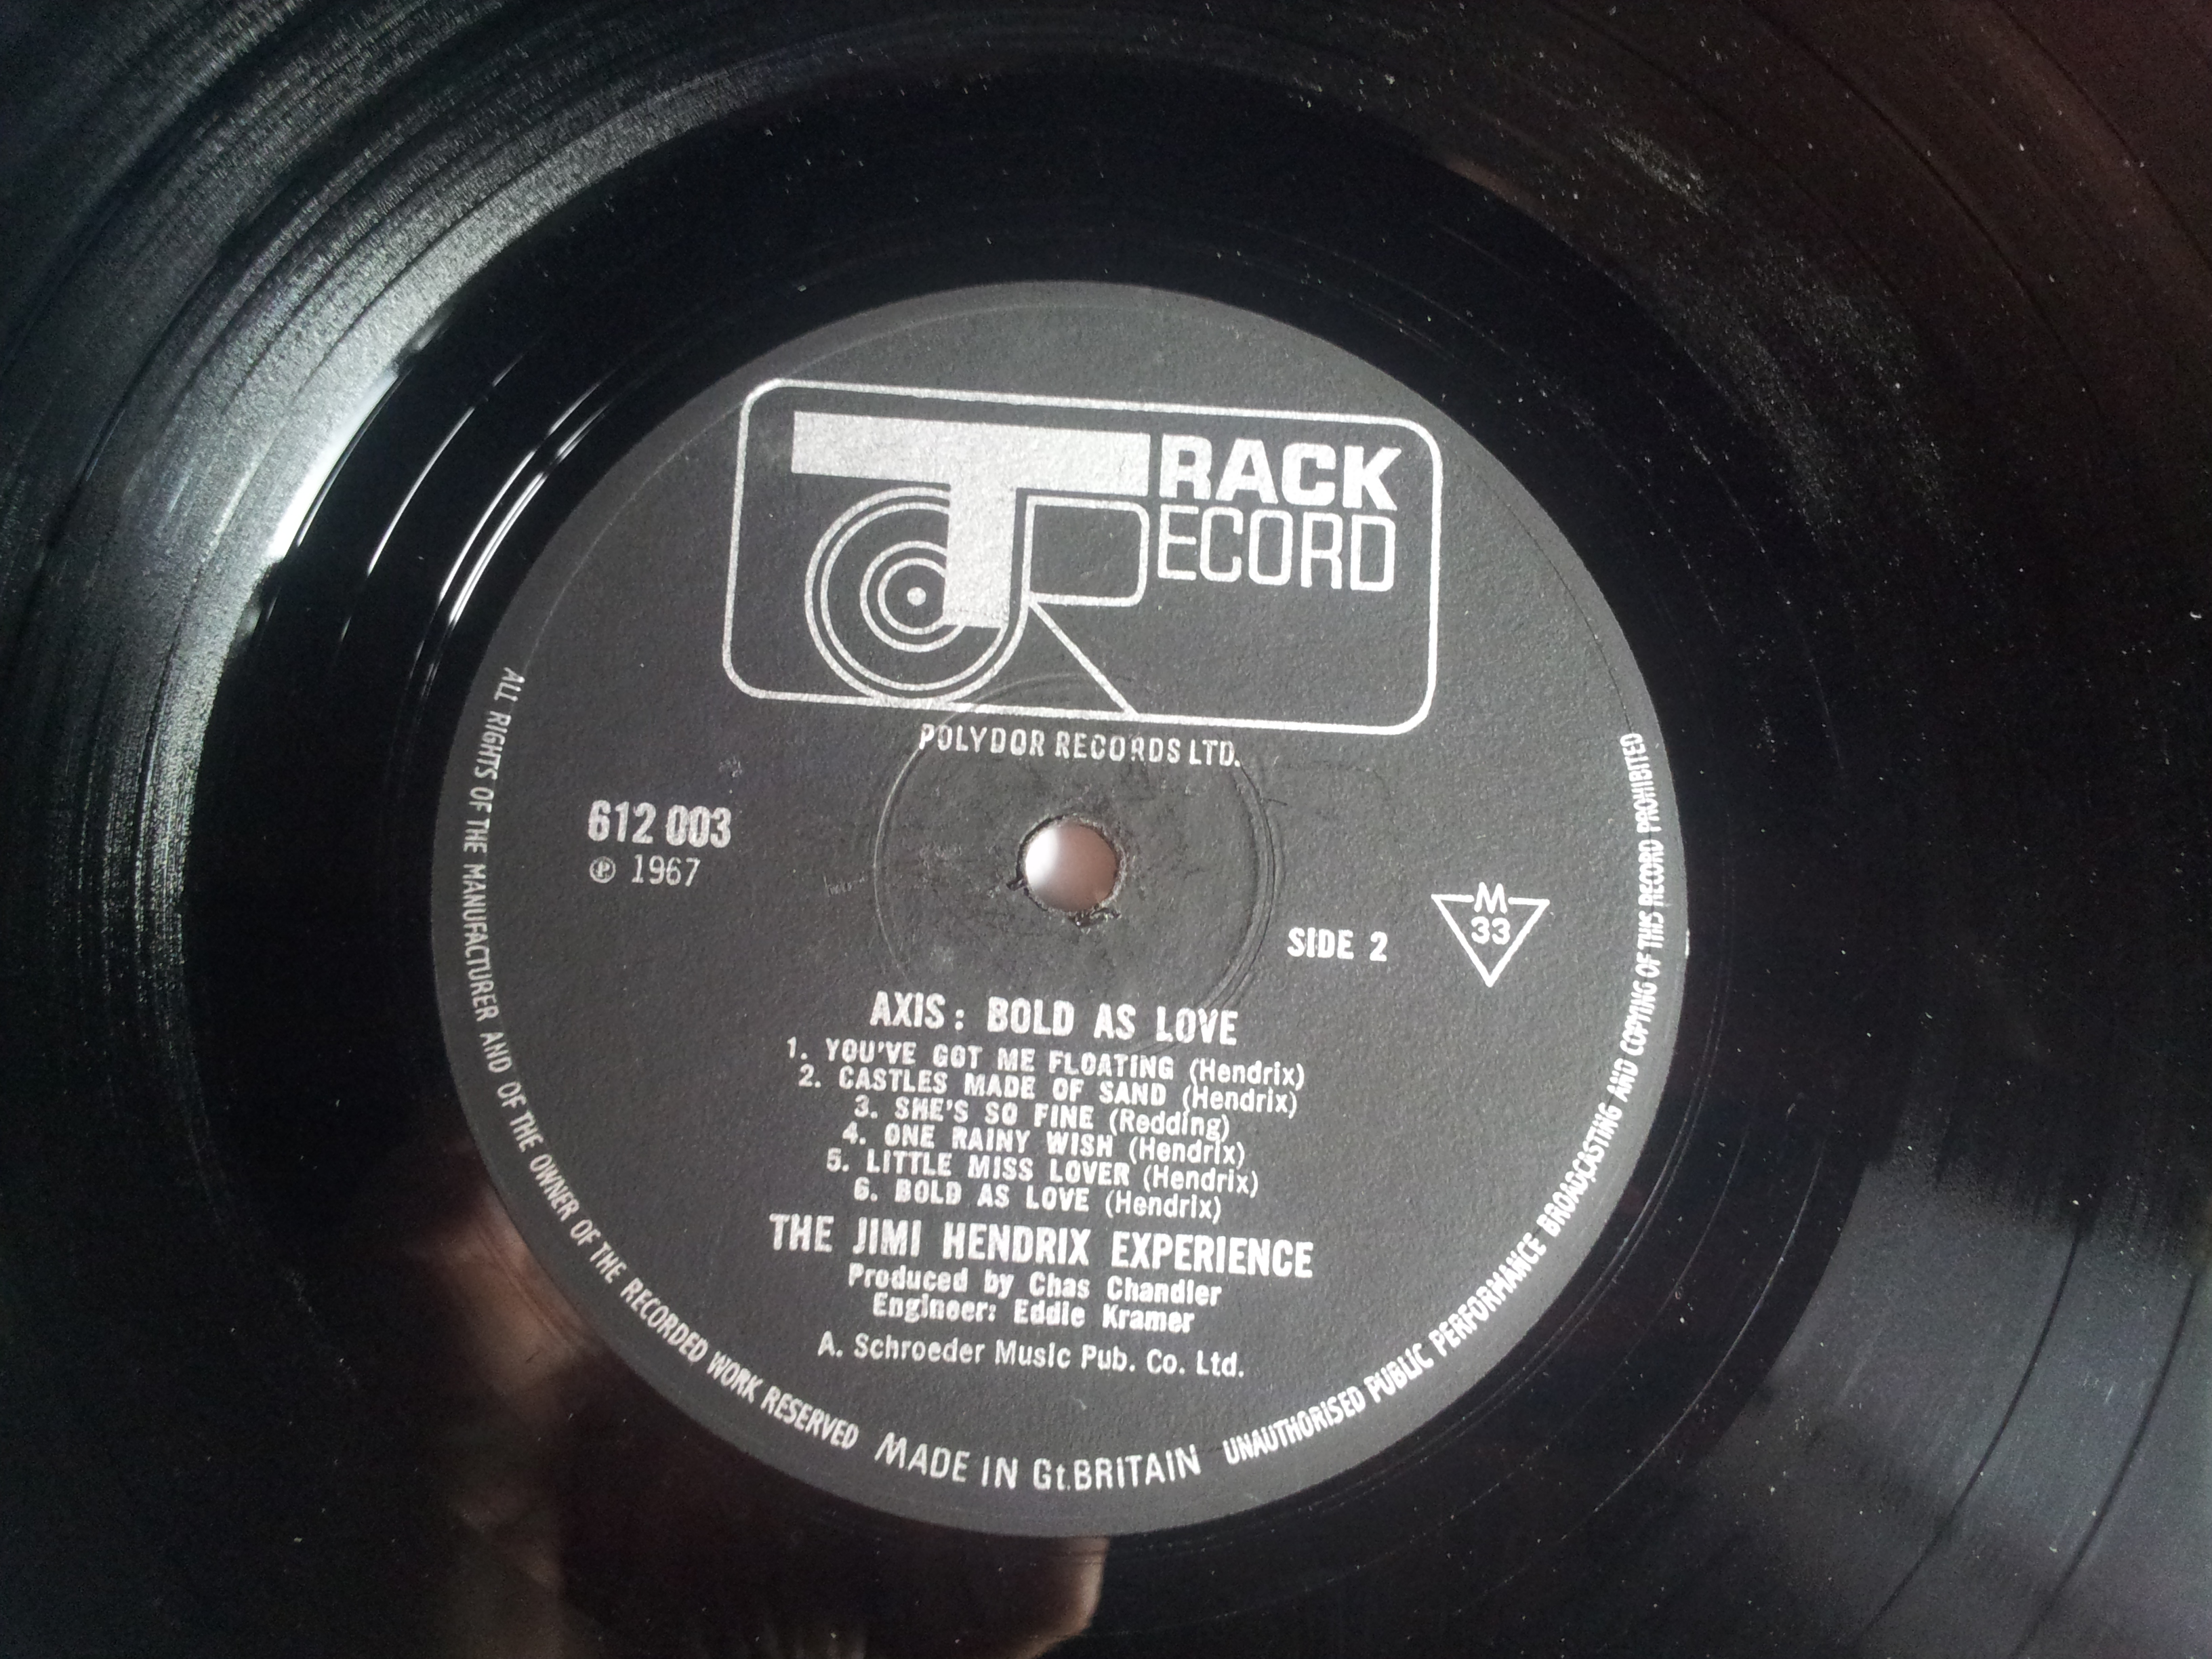 TRACK
RECORD
POLYDOR RECORDS LTD.
612 003
℗ 1967
M
33
SIDE 2
AXIS: BOLD AS LOVE
1. YOU'VE GOT ME FLOATING (Hendrix)
2. CASTLES MADE OF SAND (Hendrix)
3. SHE'S SO FINE (Redding)
4. ONE RAINY WISH (Hendrix)
5. LITTLE MISS LOVER (Hendrix)
6. BOLD AS LOVE (Hendrix)
THE JIMI HENDRIX EXPERIENCE
Produced by Chas Chandler
Engineer: Eddie Kramer
A. Schroeder Music Pub. Co. Ltd.
ALL RIGHTS OF THE MANUFACTURER AND OF THE OWNER OF THE RECORDED WORK RESERVED MADE IN Gt.BRITAIN UNAUTHORISED PUBLIC PERFORMANCE BROADCASTING AND COPYING OF THIS RECORD PROHIBITED